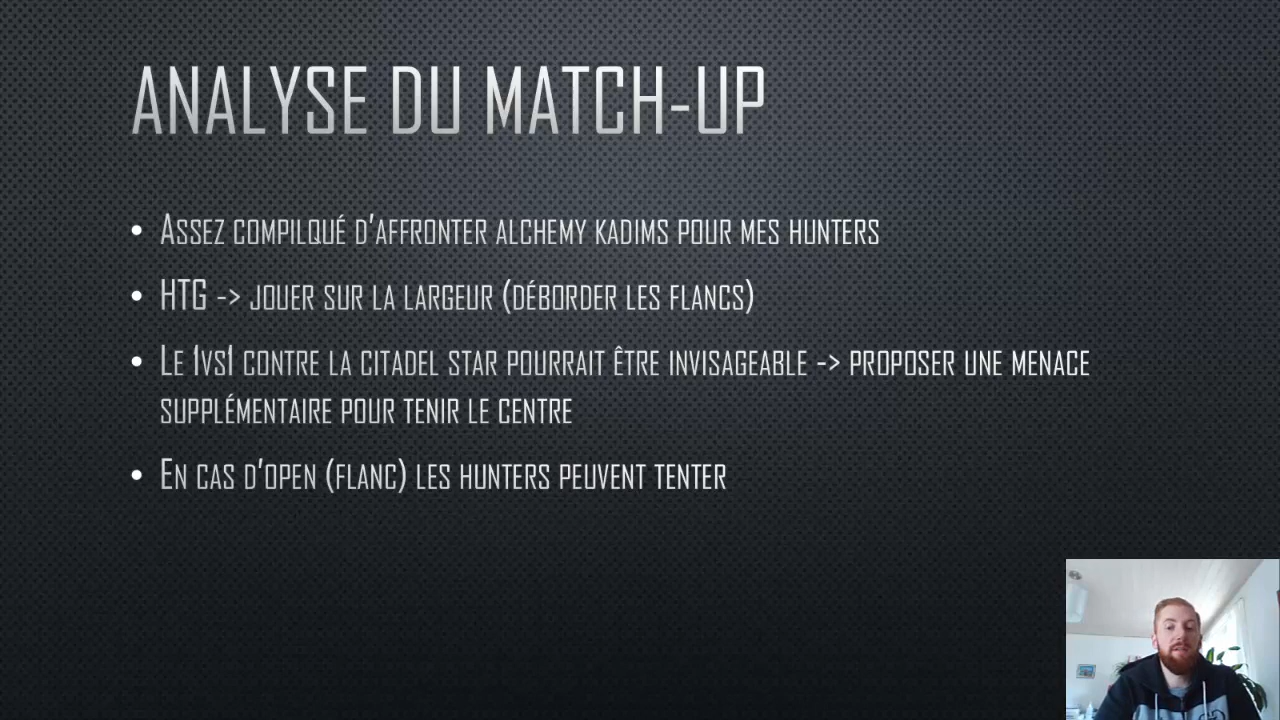 ANALYSE DU MATCH-UP
• ASSEZ COMPILQUÉ D'AFFRONTER ALCHEMY KADIMS POUR MES HUNTERS
• HTG -> JOUER SUR LA LARGEUR (DÉBORDER LES FLANCS)
• LE 1VS1 CONTRE LA CITADEL STAR POURRAIT ÊTRE INVISAGEABLE -> PROPOSER UNE MENACE
SUPPLÉMENTAIRE POUR TENIR LE CENTRE
• EN CAS D'OPEN (FLANC) LES HUNTERS PEUVENT TENTER